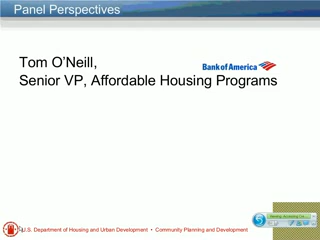 Panel Perspectives
Tom O'Neill,
Bank of America
Senior VP, Affordable Housing Programs
U.S. Department of Housing and Urban Development • Community Planning and Development